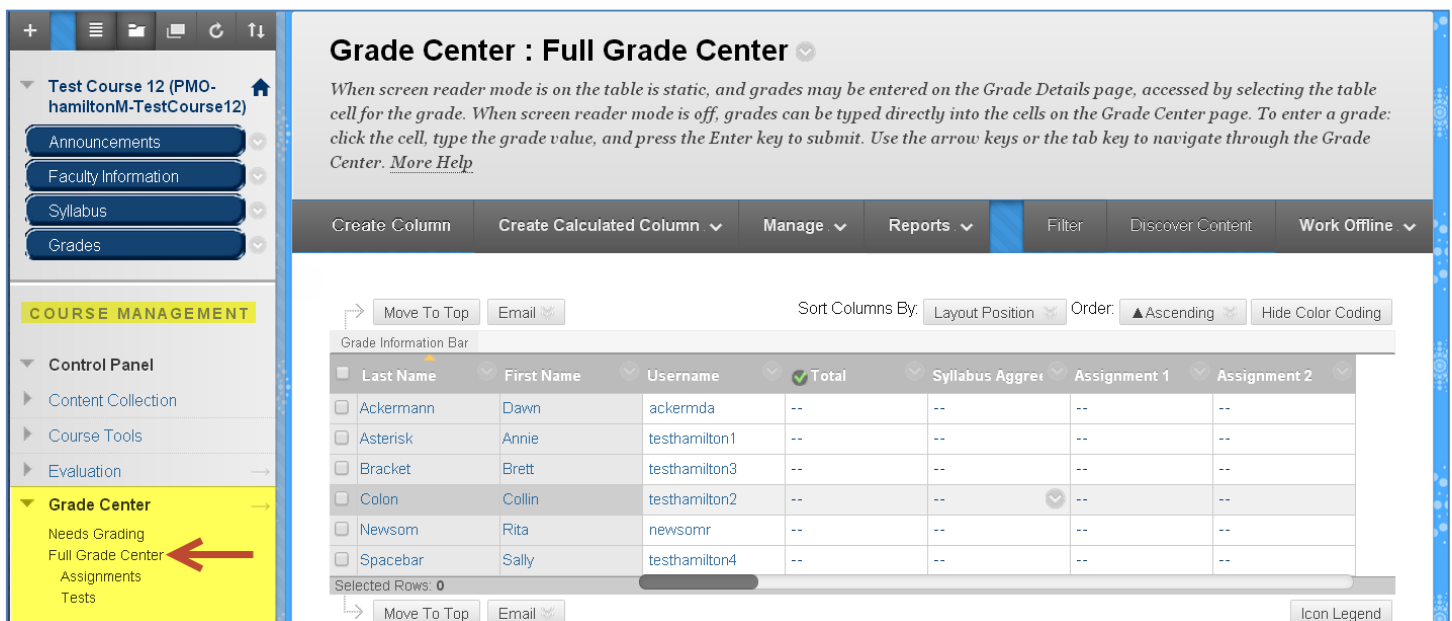 Test Course 12 (PMO-
hamiltonM-TestCourse12)
Announcements
Faculty Information
Syllabus
Grades
COURSE MANAGEMENT
Control Panel
Content Collection
Course Tools
Evaluation
Grade Center
Needs Grading
Full Grade Center
Assignments
Tests
Grade Center : Full Grade Center
When screen reader mode is on the table is static, and grades may be entered on the Grade Details page, accessed by selecting the table
cell for the grade. When screen reader mode is off, grades can be typed directly into the cells on the Grade Center page. To enter a grade:
click the cell, type the grade value, and press the Enter key to submit. Use the arrow keys or the tab key to navigate through the Grade
Center. More Help
Create Column Create Calculated Column Manage Reports Filter Discover Content Work Offline
Move To Top Email Sort Columns By: Layout Position Order: ▲Ascending Hide Color Coding
Grade Information Bar
Last Name First Name Username Total Syllabus Aggree Assignment 1 Assignment 2
Ackermann Dawn ackermda -- -- -- --
Asterisk Annie testhamilton1 -- -- -- --
Bracket Brett testhamilton3 -- -- -- --
Colon Collin testhamilton2 -- -- -- --
Newsom Rita newsomr -- -- -- --
Spacebar Sally testhamilton4 -- -- -- --
Selected Rows: 0
Move To Top Email Icon Legend